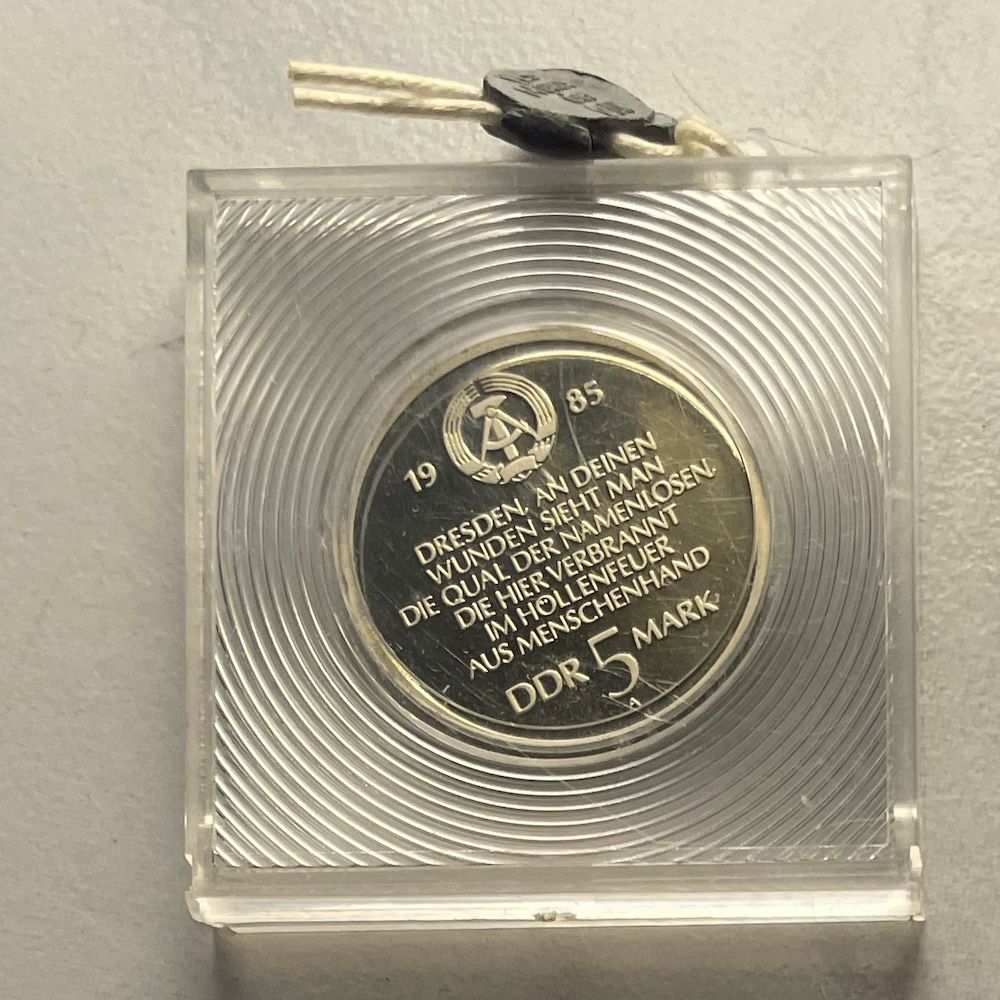 19 85
DRESDEN, AN DEINEN
WUNDEN SIEHT MAN
DIE QUAL DER NAMENLOSEN,
DIE HIER VERBRANNT
IM HÖLLENFEUER
AUS MENSCHENHAND
DDR 5 MARK
A